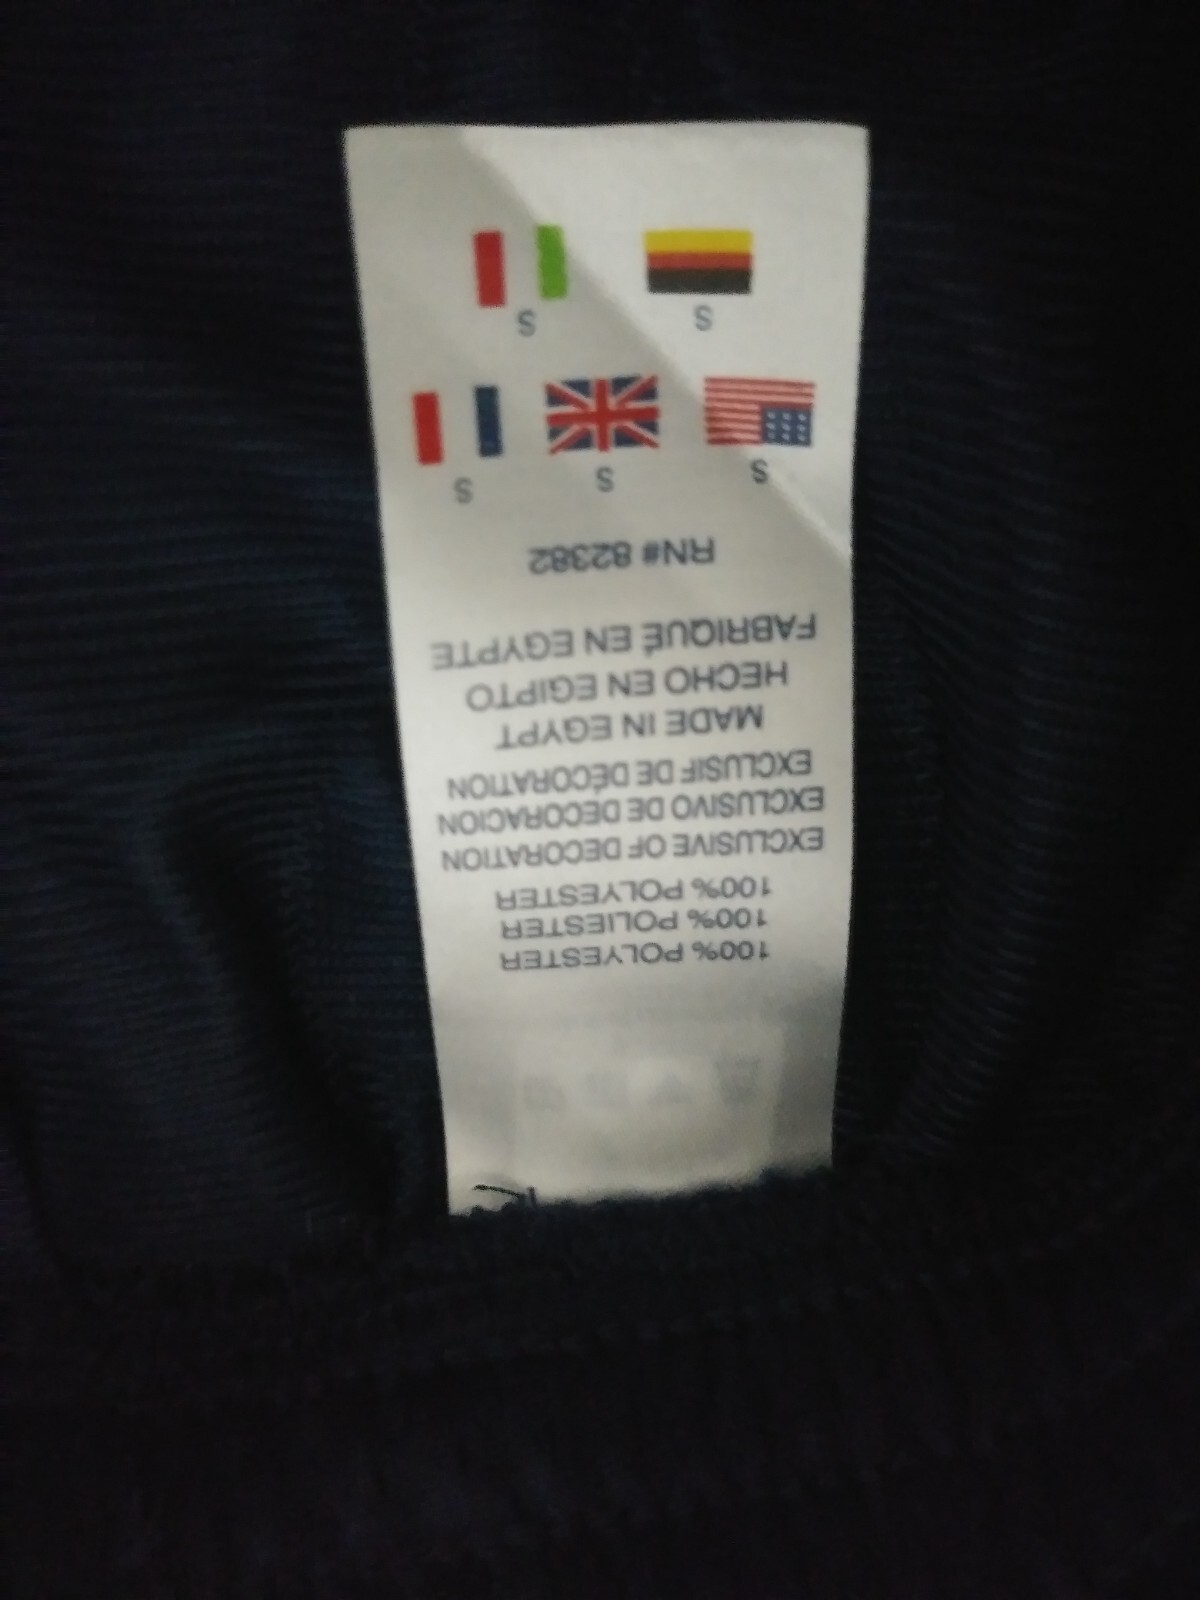 100% POLYESTER
100% POLIESTER
100% POLYESTER
EXCLUSIVE OF DECORATION
EXCLUSIVO DE DECORACION
EXCLUSIF DE DÉCORATION
MADE IN EGYPT
HECHO EN EGIPTO
FABRIQUÉ EN EGYPTE
RN# 82382
S S S
S S